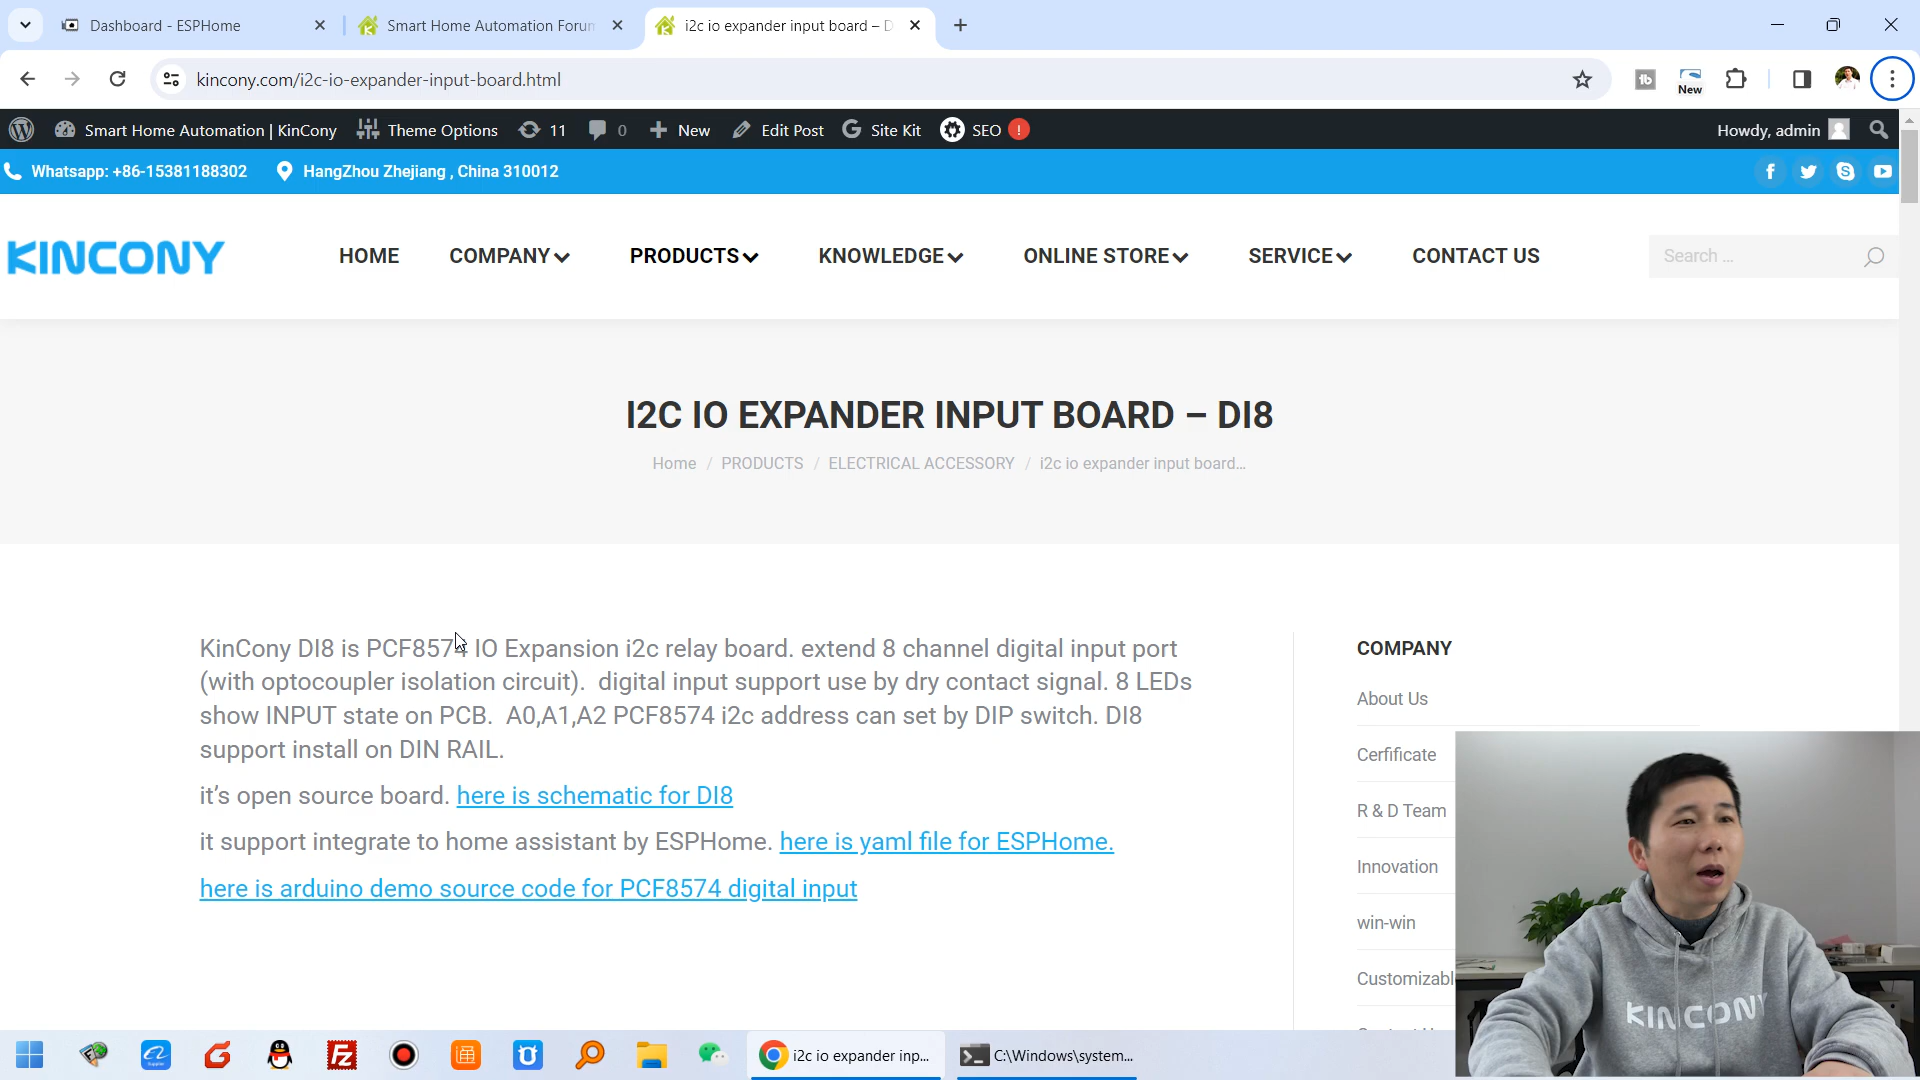 Dashboard - ESPHome
Smart Home Automation Forum
i2c io expander input board – D
kincony.com/i2c-io-expander-input-board.html
New
Smart Home Automation | KinCony
Theme Options
11
0
New
Edit Post
Site Kit
SEO
!
Howdy, admin
Whatsapp: +86-15381188302
HangZhou Zhejiang , China 310012
KINCONY
HOME
COMPANY
PRODUCTS
KNOWLEDGE
ONLINE STORE
SERVICE
CONTACT US
Search ...
I2C IO EXPANDER INPUT BOARD – DI8
Home / PRODUCTS / ELECTRICAL ACCESSORY / i2c io expander input board…
KinCony DI8 is PCF8574 IO Expansion i2c relay board. extend 8 channel digital input port
(with optocoupler isolation circuit). digital input support use by dry contact signal. 8 LEDs
show INPUT state on PCB. A0,A1,A2 PCF8574 i2c address can set by DIP switch. DI8
support install on DIN RAIL.
it’s open source board. here is schematic for DI8
it support integrate to home assistant by ESPHome. here is yaml file for ESPHome.
here is arduino demo source code for PCF8574 digital input
COMPANY
About Us
Cerfificate
R & D Team
Innovation
win-win
Customizabl
KINCONY
i2c io expander inp...
C:\Windows\system...